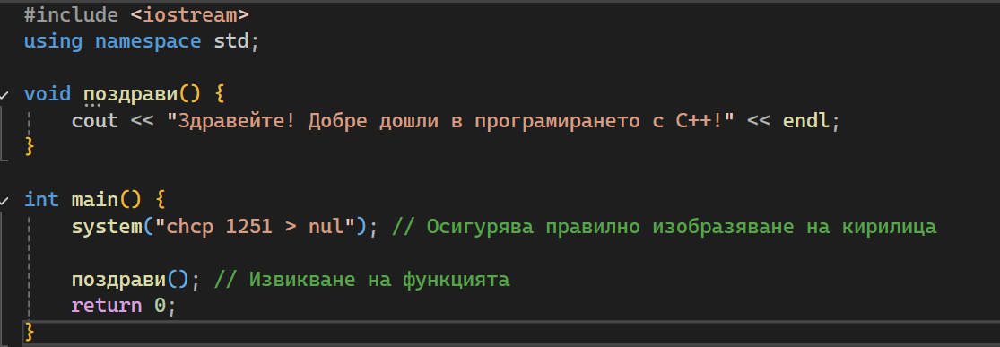 #include <iostream>
using namespace std;
void поздрави() {
cout << "Здравейте! Добре дошли в програмирането с C++!" << endl;
}
int main() {
system("chcp 1251 > nul"); // Осигурява правилно изобразяване на кирилица
поздрави(); // Извикване на функцията
return 0;
}